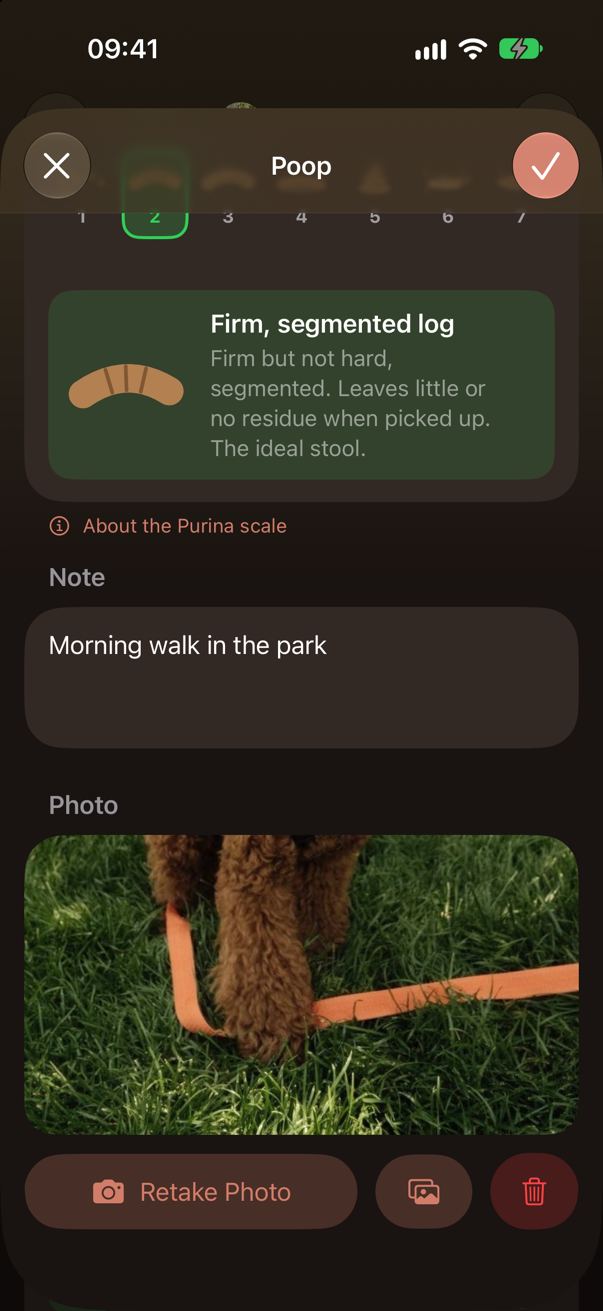 09:41
Poop
1 2 3 4 5 6 7
Firm, segmented log
Firm but not hard,
segmented. Leaves little or
no residue when picked up.
The ideal stool.
About the Purina scale
Note
Morning walk in the park
Photo
Retake Photo